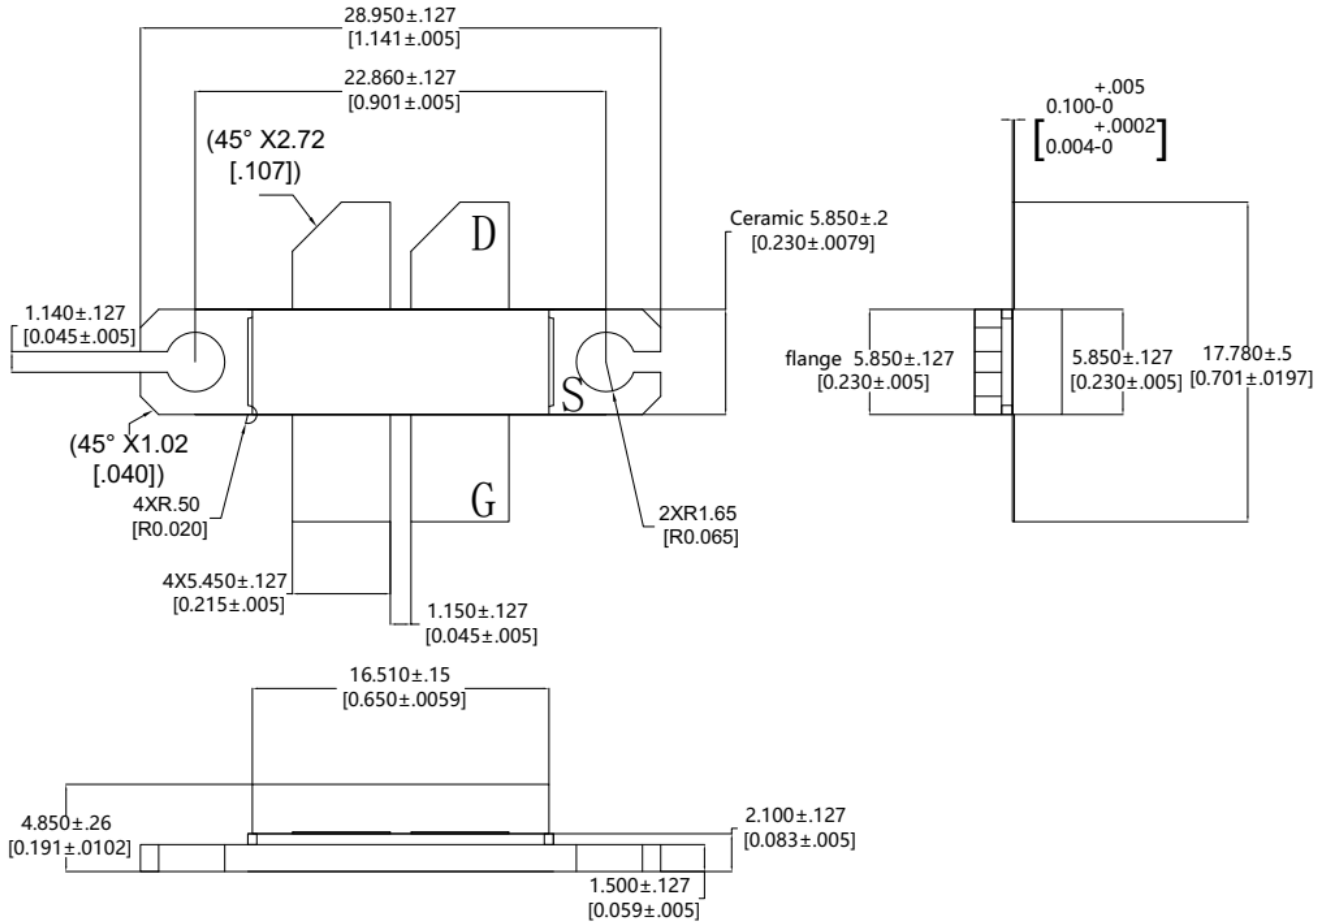 28.950±.127
[1.141±.005]
22.860±.127
[0.901±.005]
(45° X2.72
[.107])
+.005
0.100-0
+.0002
[0.004-0]
D
Ceramic 5.850±.2
[0.230±.0079]
1.140±.127
[0.045±.005]
flange 5.850±.127
[0.230±.005]
5.850±.127
[0.230±.005]
17.780±.5
[0.701±.0197]
S
(45° X1.02
[.040])
4XR.50
[R0.020]
G
2XR1.65
[R0.065]
4X5.450±.127
[0.215±.005]
1.150±.127
[0.045±.005]
16.510±.15
[0.650±.0059]
4.850±.26
[0.191±.0102]
2.100±.127
[0.083±.005]
1.500±.127
[0.059±.005]